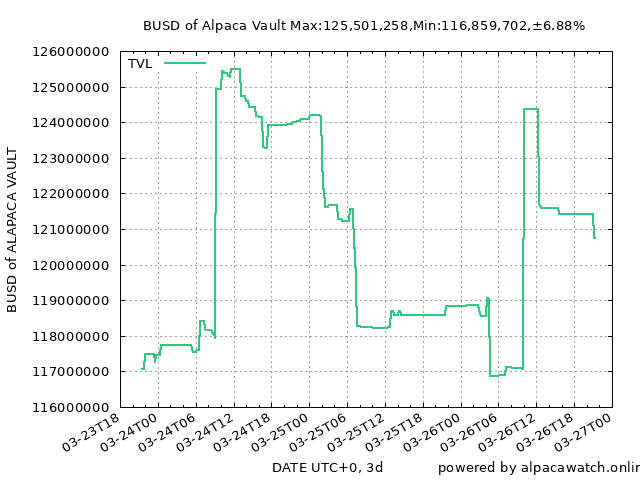 BUSD of Alpaca Vault Max:125,501,258,Min:116,859,702,±6.88%
TVL
126000000
125000000
124000000
123000000
122000000
121000000
120000000
119000000
118000000
117000000
116000000
BUSD of ALAPACA VAULT
03-23T18
03-24T00
03-24T06
03-24T12
03-24T18
03-25T00
03-25T06
03-25T12
03-25T18
03-26T00
03-26T06
03-26T12
03-26T18
03-27T00
DATE UTC+0, 3d
powered by alpacawatch.onlin